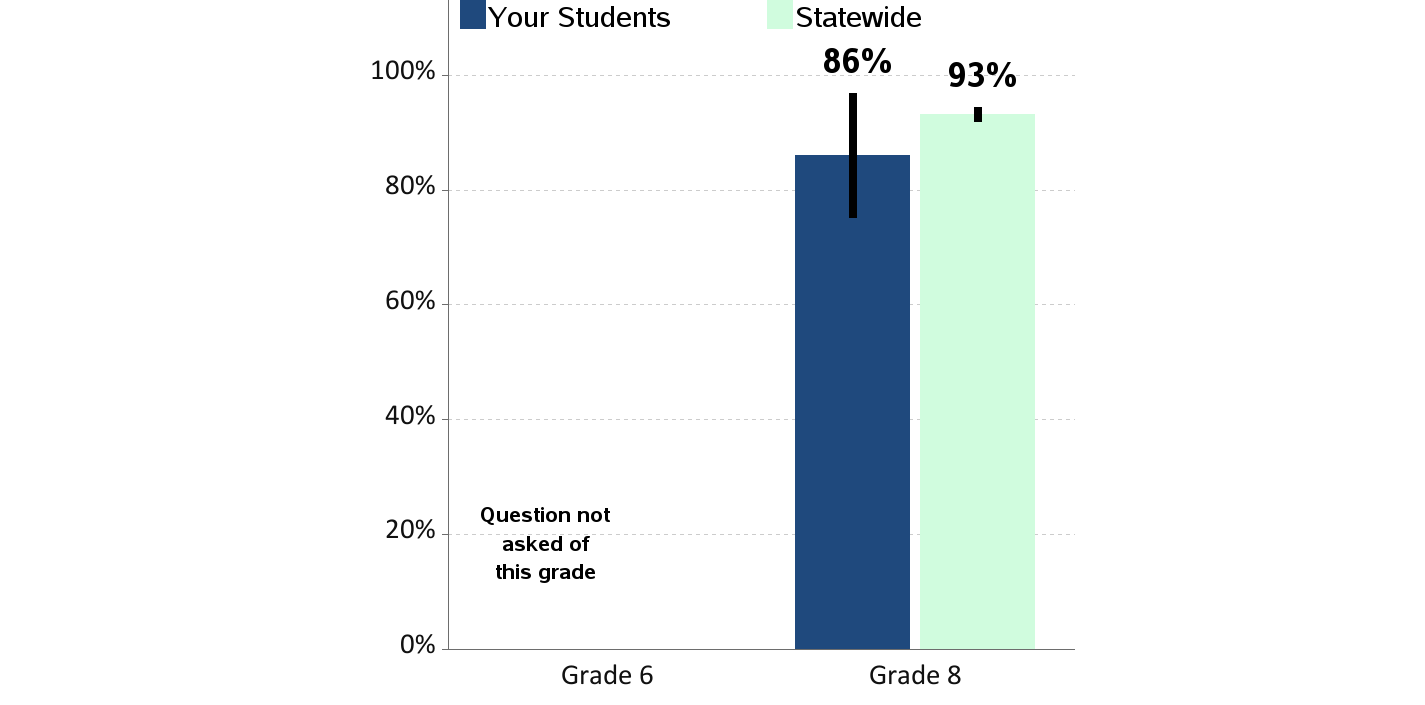 Your Students Statewide
86%
93%
100%
80%
60%
40%
20%
0%
Question not
asked of
this grade
Grade 6 Grade 8